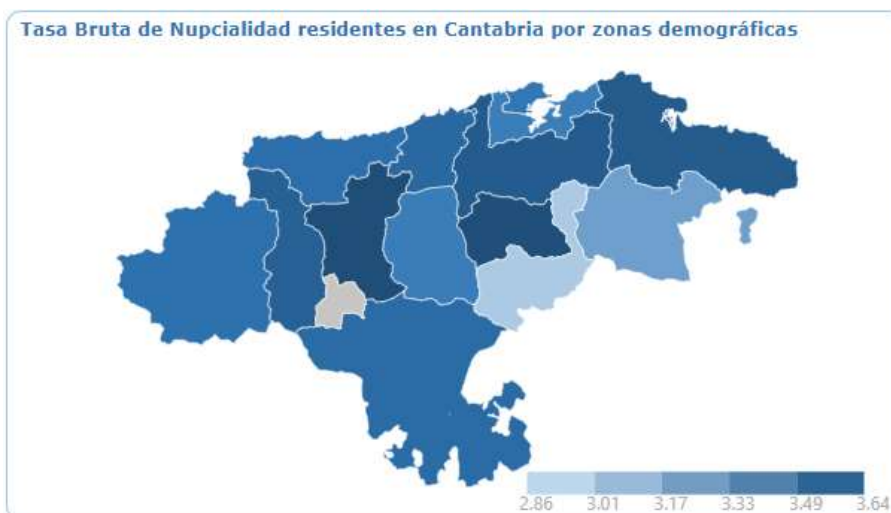 Tasa Bruta de Nupcialidad residentes en Cantabria por zonas demográficas
2.86 3.01 3.17 3.33 3.49 3.64